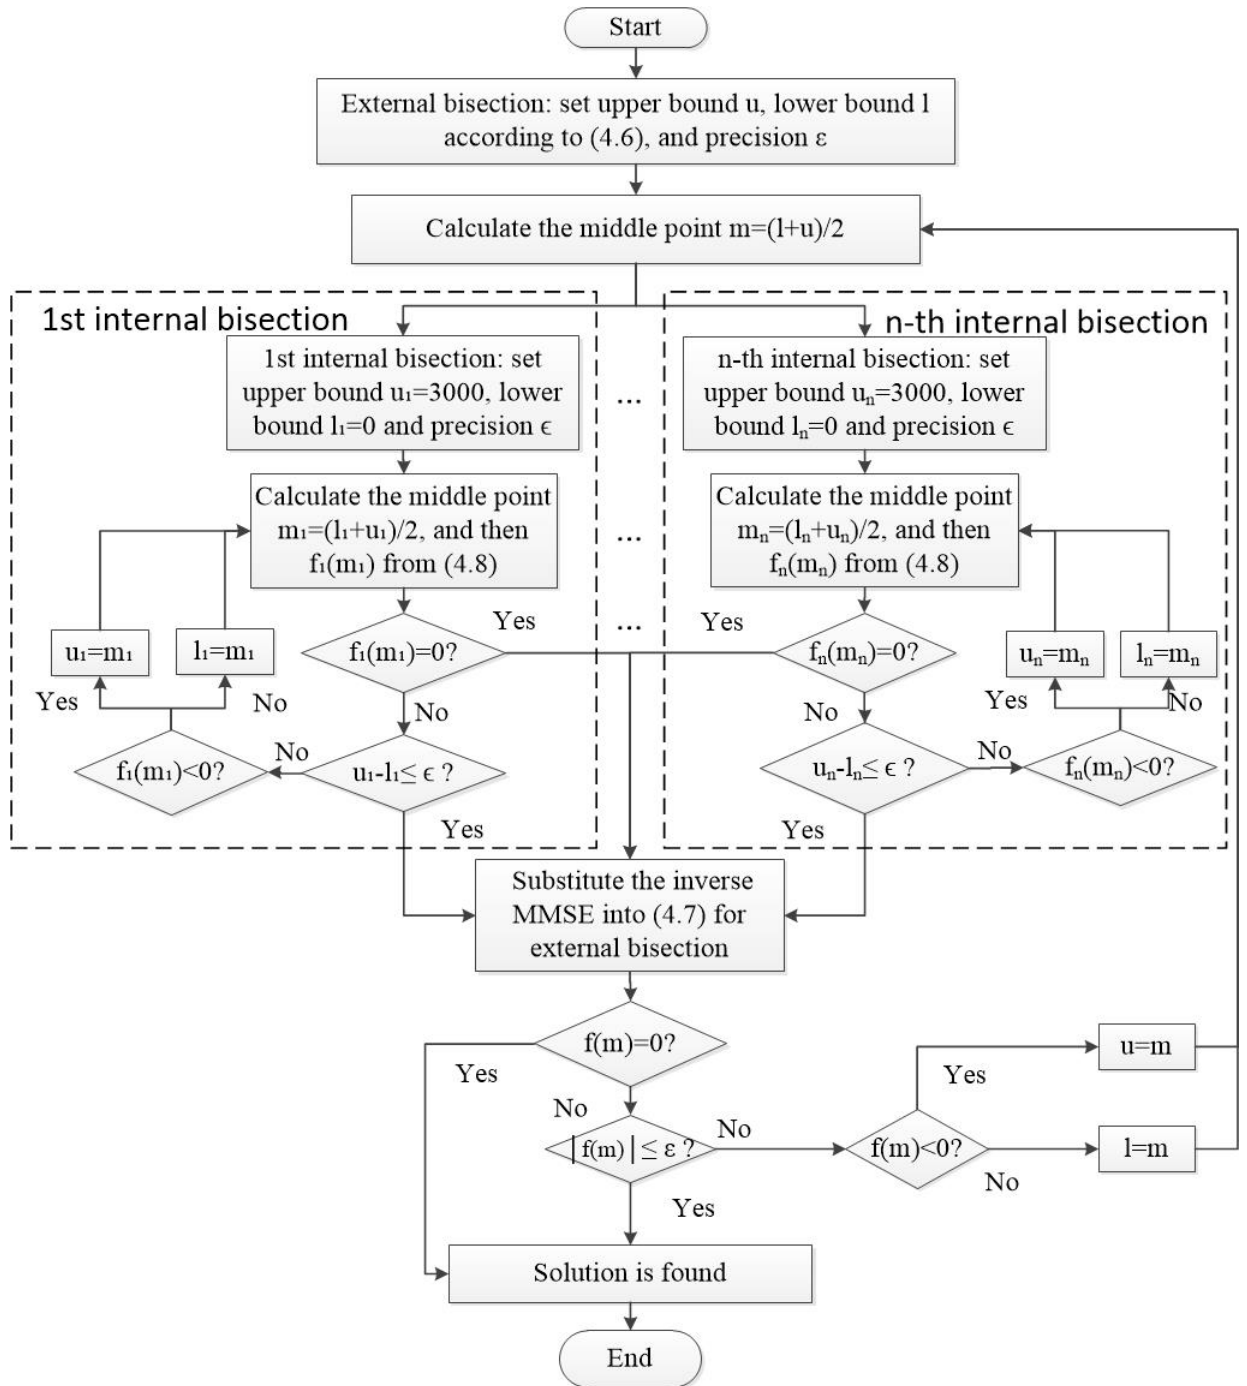 Start
External bisection: set upper bound u, lower bound l
according to (4.6), and precision ε
Calculate the middle point m=(l+u)/2
1st internal bisection
1st internal bisection: set
upper bound u₁=3000, lower
bound l₁=0 and precision ϵ
Calculate the middle point
m₁=(l₁+u₁)/2, and then
f₁(m₁) from (4.8)
f₁(m₁)=0?
Yes
No
u₁-l₁≤ ϵ ?
No
Yes
f₁(m₁)<0?
Yes
No
u₁=m₁
l₁=m₁
...
...
...
n-th internal bisection
n-th internal bisection: set
upper bound uₙ=3000, lower
bound lₙ=0 and precision ϵ
Calculate the middle point
mₙ=(lₙ+uₙ)/2, and then
fₙ(mₙ) from (4.8)
Yes
fₙ(mₙ)=0?
No
uₙ-lₙ≤ ϵ ?
No
Yes
fₙ(mₙ)<0?
Yes
No
uₙ=mₙ
lₙ=mₙ
Substitute the inverse
MMSE into (4.7) for
external bisection
f(m)=0?
Yes
No
|f(m)| ≤ ε ?
No
Yes
f(m)<0?
Yes
No
u=m
l=m
Solution is found
End